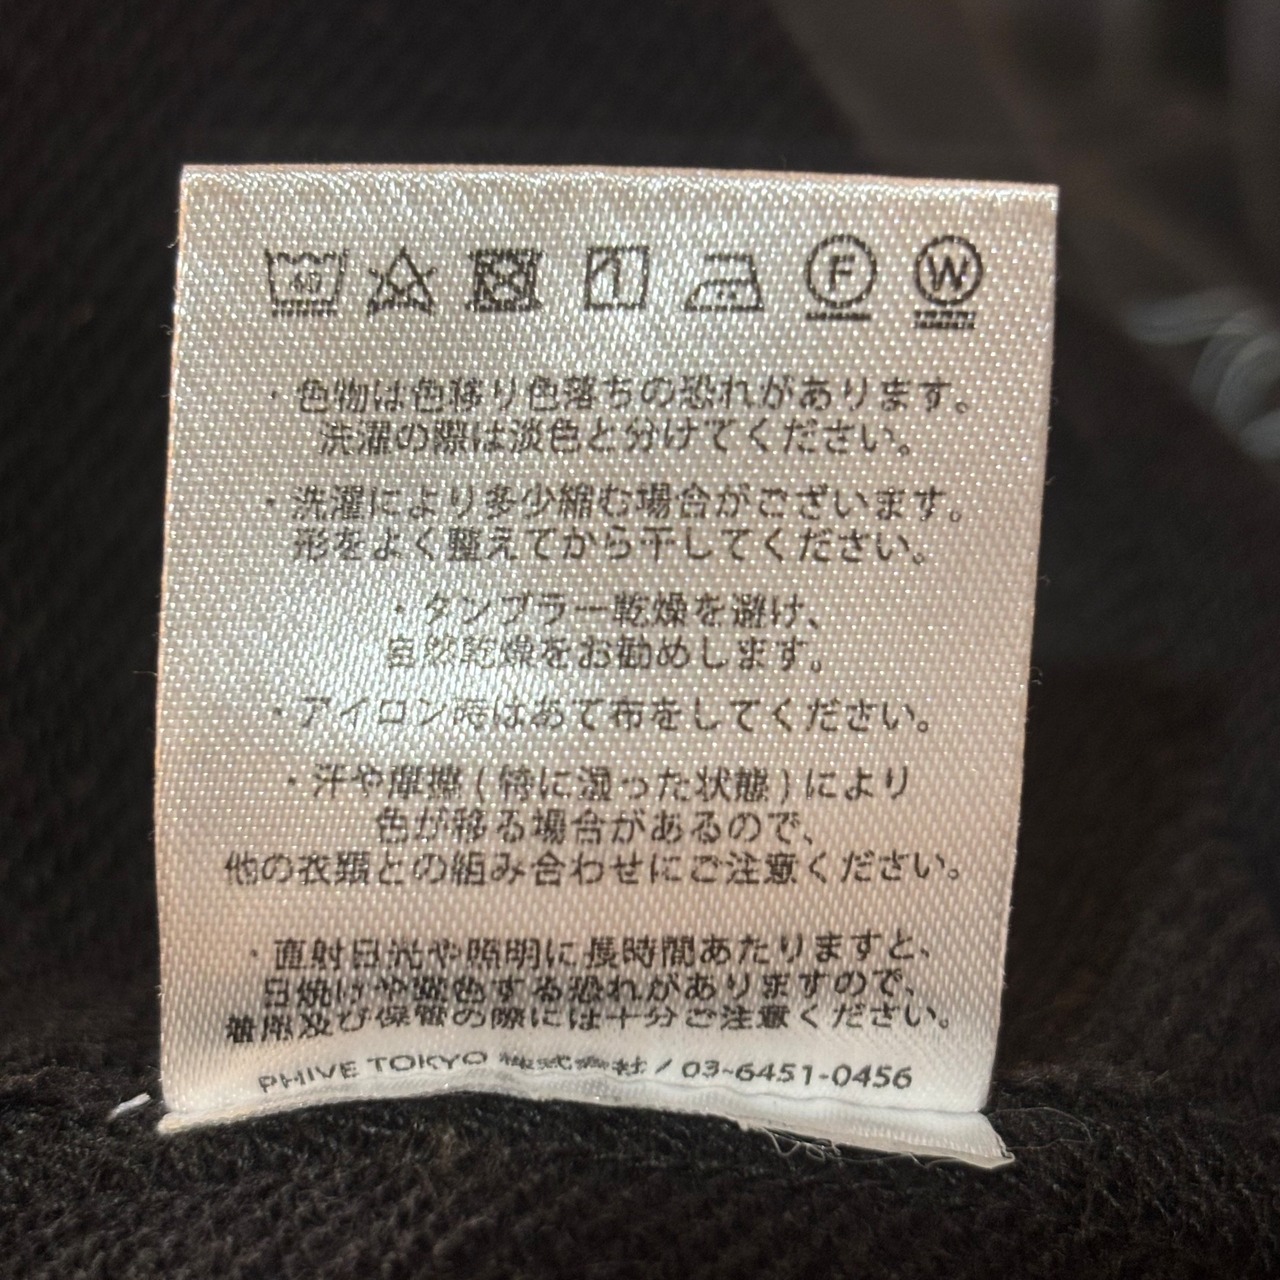 40
F
W
・色物は色移り色落ちの恐れがあります。
洗濯の際は淡色と分けてください。
・洗濯により多少縮む場合がございます。
形をよく整えてから干してください。
・タンブラー乾燥を避け、
自然乾燥をお勧めします。
・アイロン時はあて布をしてください。
・汗や摩擦(特に湿った状態)により
色が移る場合があるので、
他の衣類との組み合わせにご注意ください。
・直射日光や照明に長時間あたりますと、
日焼けや変色する恐れがありますので、
着用及び保管の際には十分ご注意ください。
PHIVE TOKYO 株式会社 / 03-6451-0456